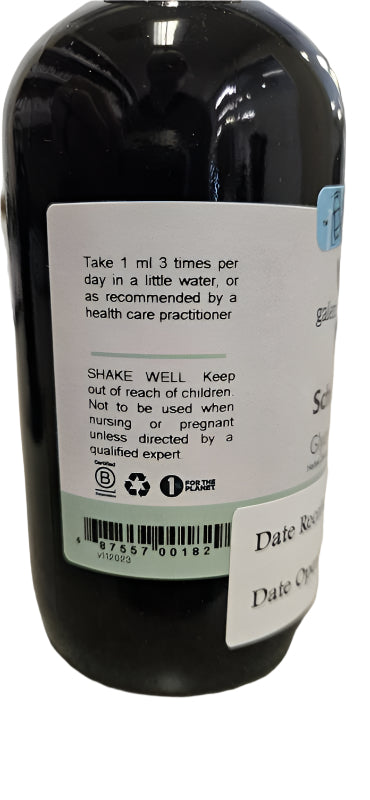 Take 1 ml 3 times per
day in a little water, or
as recommended by a
health care practitioner
SHAKE WELL Keep
out of reach of children.
Not to be used when
nursing or pregnant
unless directed by a
qualified expert.
Certified
B
1 FOR THE
PLANET
87557 00182
v112023
Date
Date